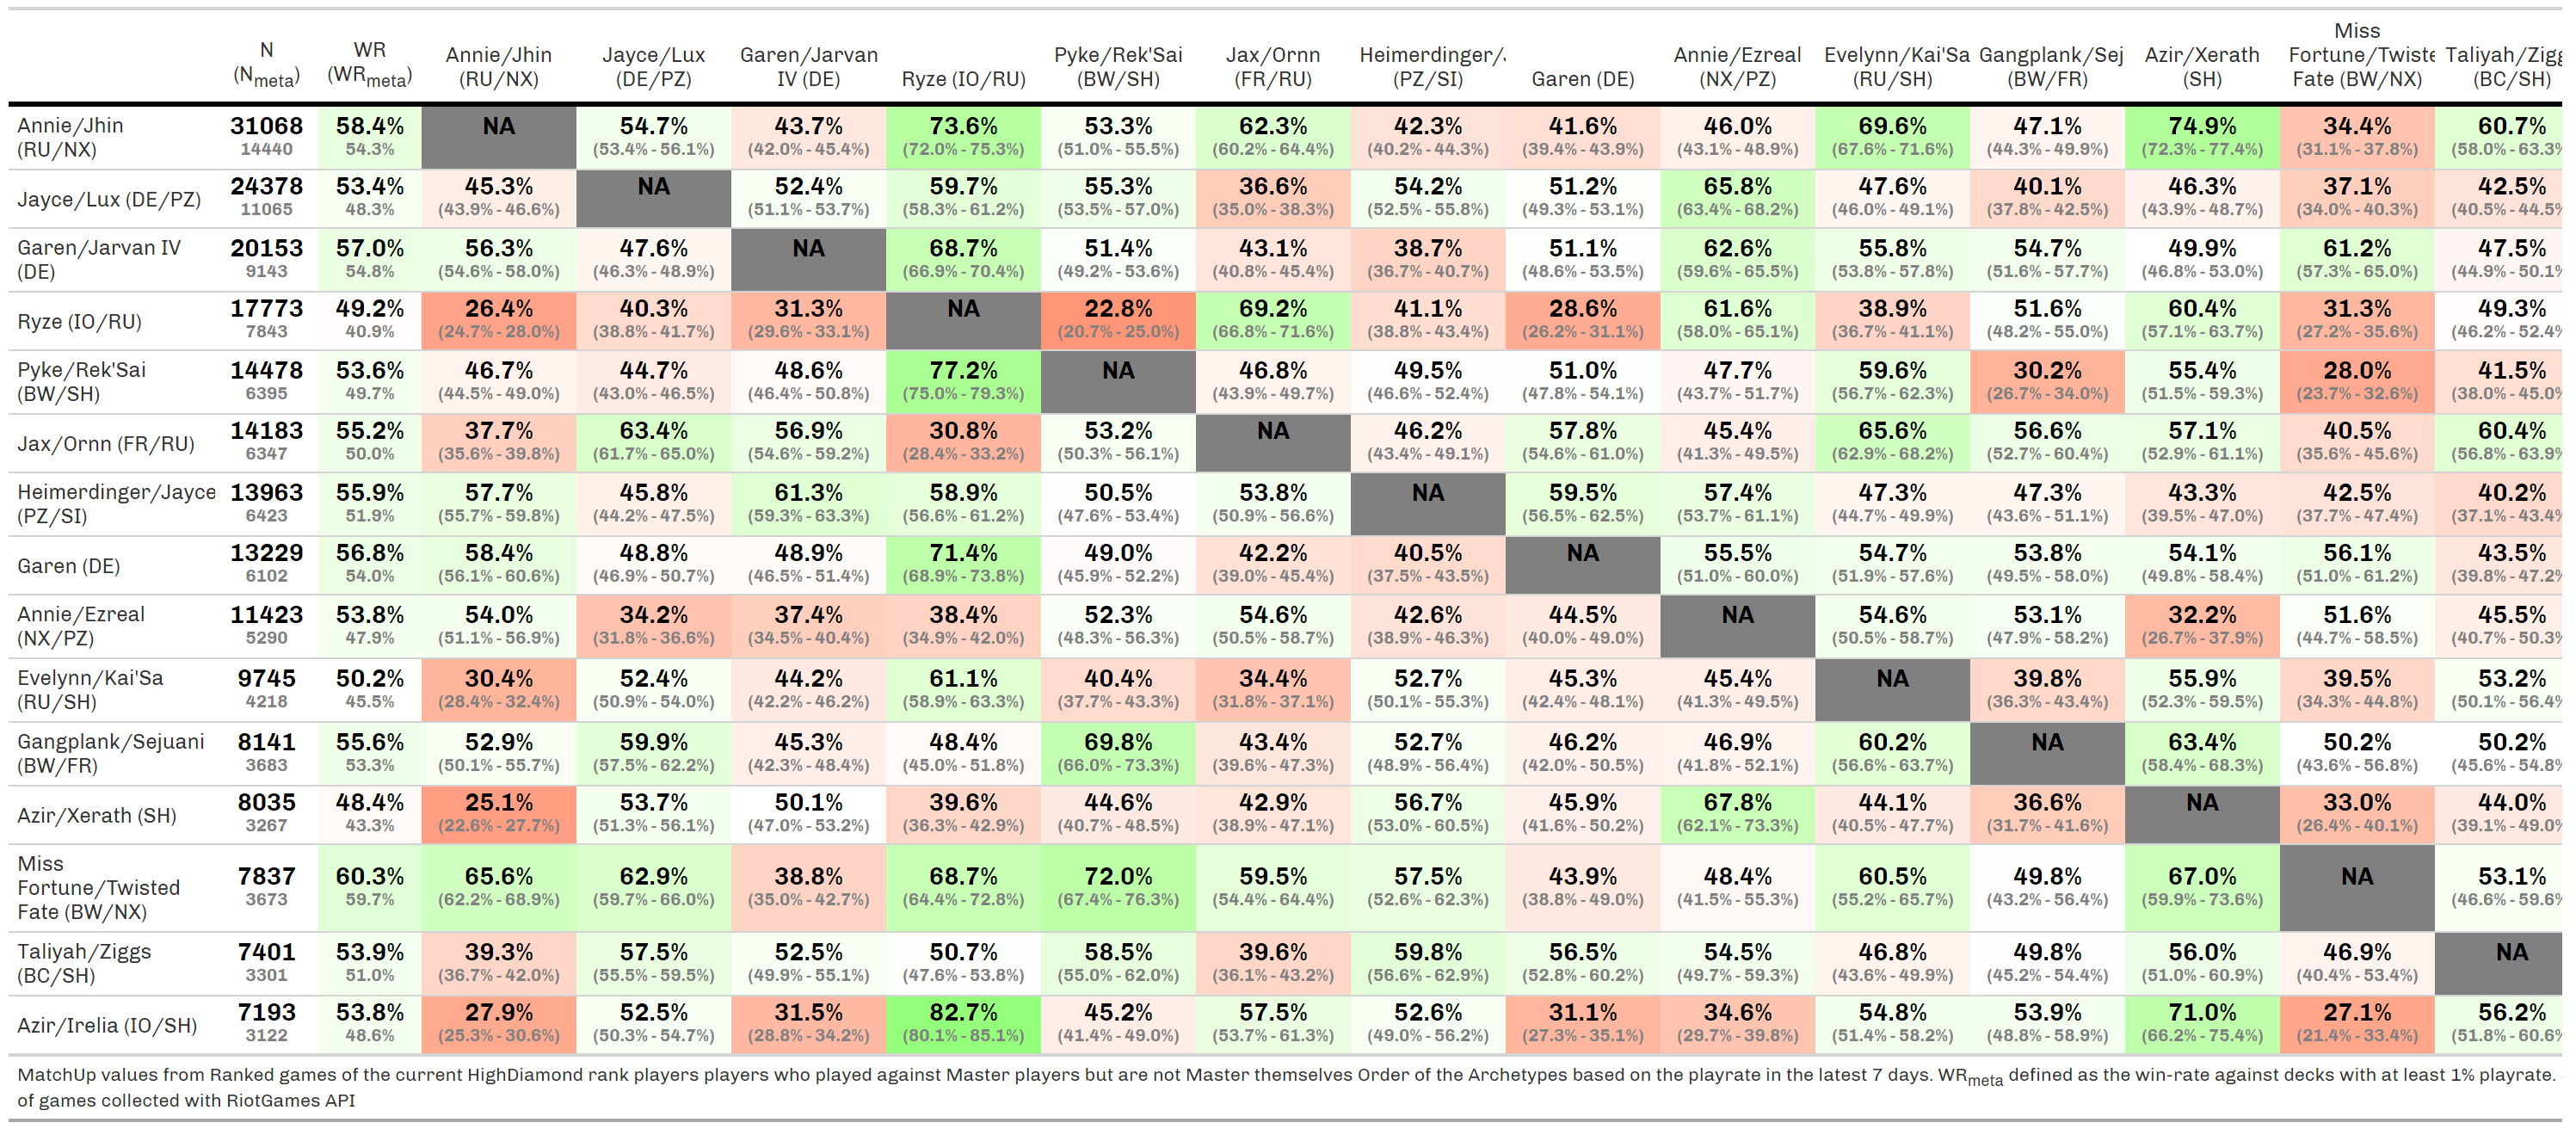 N (Nmeta) WR (WRmeta) Annie/Jhin (RU/NX) Jayce/Lux (DE/PZ) Garen/Jarvan IV (DE) Ryze (IO/RU) Pyke/Rek'Sai (BW/SH) Jax/Ornn (FR/RU) Heimerdinger/J (PZ/SI) Garen (DE) Annie/Ezreal (NX/PZ) Evelynn/Kai'Sa (RU/SH) Gangplank/Sej (BW/FR) Azir/Xerath (SH) Miss Fortune/Twiste Fate (BW/NX) Taliyah/Zigg (BC/SH)
Annie/Jhin (RU/NX) 31068 58.4% NA 54.7% 43.7% 73.6% 53.3% 62.3% 42.3% 41.6% 46.0% 69.6% 47.1% 74.9% 34.4% 60.7%
14440 54.3% (53.4% - 56.1%) (42.0% - 45.4%) (72.0% - 75.3%) (51.0% - 55.5%) (60.2% - 64.4%) (40.2% - 44.3%) (39.4% - 43.9%) (43.1% - 48.9%) (67.6% - 71.6%) (44.3% - 49.9%) (72.3% - 77.4%) (31.1% - 37.8%) (58.0% - 63.3%
Jayce/Lux (DE/PZ) 24378 53.4% 45.3% NA 52.4% 59.7% 55.3% 36.6% 54.2% 51.2% 65.8% 47.6% 40.1% 46.3% 37.1% 42.5%
11065 48.3% (43.9% - 46.6%) (51.1% - 53.7%) (58.3% - 61.2%) (53.5% - 57.0%) (35.0% - 38.3%) (52.5% - 55.8%) (49.3% - 53.1%) (63.4% - 68.2%) (46.0% - 49.1%) (37.8% - 42.5%) (43.9% - 48.7%) (34.0% - 40.3%) (40.5% - 44.5%
Garen/Jarvan IV (DE) 20153 57.0% 56.3% 47.6% NA 68.7% 51.4% 43.1% 38.7% 51.1% 62.6% 55.8% 54.7% 49.9% 61.2% 47.5%
9143 54.8% (54.6% - 58.0%) (46.3% - 48.9%) (66.9% - 70.4%) (49.2% - 53.6%) (40.8% - 45.4%) (36.7% - 40.7%) (48.6% - 53.5%) (59.6% - 65.5%) (53.8% - 57.8%) (51.6% - 57.7%) (46.8% - 53.0%) (57.3% - 65.0%) (44.9% - 50.1%
Ryze (IO/RU) 17773 49.2% 26.4% 40.3% 31.3% NA 22.8% 69.2% 41.1% 28.6% 61.6% 38.9% 51.6% 60.4% 31.3% 49.3%
7843 40.9% (24.7% - 28.0%) (38.8% - 41.7%) (29.6% - 33.1%) (20.7% - 25.0%) (66.8% - 71.6%) (38.8% - 43.4%) (26.2% - 31.1%) (58.0% - 65.1%) (36.7% - 41.1%) (48.2% - 55.0%) (57.1% - 63.7%) (27.2% - 35.6%) (46.2% - 52.4%
Pyke/Rek'Sai (BW/SH) 14478 53.6% 46.7% 44.7% 48.6% 77.2% NA 46.8% 49.5% 51.0% 47.7% 59.6% 30.2% 55.4% 28.0% 41.5%
6395 49.7% (44.5% - 49.0%) (43.0% - 46.5%) (46.4% - 50.8%) (75.0% - 79.3%) (43.9% - 49.7%) (46.6% - 52.4%) (47.8% - 54.1%) (43.7% - 51.7%) (56.7% - 62.3%) (26.7% - 34.0%) (51.5% - 59.3%) (23.7% - 32.6%) (38.0% - 45.0%
Jax/Ornn (FR/RU) 14183 55.2% 37.7% 63.4% 56.9% 30.8% 53.2% NA 46.2% 57.8% 45.4% 65.6% 56.6% 57.1% 40.5% 60.4%
6347 50.0% (35.6% - 39.8%) (61.7% - 65.0%) (54.6% - 59.2%) (28.4% - 33.2%) (50.3% - 56.1%) (43.4% - 49.1%) (54.6% - 61.0%) (41.3% - 49.5%) (62.9% - 68.2%) (52.7% - 60.4%) (52.9% - 61.1%) (35.6% - 45.6%) (56.8% - 63.9%
Heimerdinger/Jayce (PZ/SI) 13963 55.9% 57.7% 45.8% 61.3% 58.9% 50.5% 53.8% NA 59.5% 57.4% 47.3% 47.3% 43.3% 42.5% 40.2%
6423 51.9% (55.7% - 59.8%) (44.2% - 47.5%) (59.3% - 63.3%) (56.6% - 61.2%) (47.6% - 53.4%) (50.9% - 56.6%) (56.5% - 62.5%) (53.7% - 61.1%) (44.7% - 49.9%) (43.6% - 51.1%) (39.5% - 47.0%) (37.7% - 47.4%) (37.1% - 43.4%
Garen (DE) 13229 56.8% 58.4% 48.8% 48.9% 71.4% 49.0% 42.2% 40.5% NA 55.5% 54.7% 53.8% 54.1% 56.1% 43.5%
6102 54.0% (56.1% - 60.6%) (46.9% - 50.7%) (46.5% - 51.4%) (68.9% - 73.8%) (45.9% - 52.2%) (39.0% - 45.4%) (37.5% - 43.5%) (51.0% - 60.0%) (51.9% - 57.6%) (49.5% - 58.0%) (49.8% - 58.4%) (51.0% - 61.2%) (39.8% - 47.2%
Annie/Ezreal (NX/PZ) 11423 53.8% 54.0% 34.2% 37.4% 38.4% 52.3% 54.6% 42.6% 44.5% NA 54.6% 53.1% 32.2% 51.6% 45.5%
5290 47.9% (51.1% - 56.9%) (31.8% - 36.6%) (34.5% - 40.4%) (34.9% - 42.0%) (48.3% - 56.3%) (50.5% - 58.7%) (38.9% - 46.3%) (40.0% - 49.0%) (50.5% - 58.7%) (47.9% - 58.2%) (26.7% - 37.9%) (44.7% - 58.5%) (40.7% - 50.3%
Evelynn/Kai'Sa (RU/SH) 9745 50.2% 30.4% 52.4% 44.2% 61.1% 40.4% 34.4% 52.7% 45.3% 45.4% NA 39.8% 55.9% 39.5% 53.2%
4218 45.5% (28.4% - 32.4%) (50.9% - 54.0%) (42.2% - 46.2%) (58.9% - 63.3%) (37.7% - 43.3%) (31.8% - 37.1%) (50.1% - 55.3%) (42.4% - 48.1%) (41.3% - 49.5%) (36.3% - 43.4%) (52.3% - 59.5%) (34.3% - 44.8%) (50.1% - 56.4%
Gangplank/Sejuani (BW/FR) 8141 55.6% 52.9% 59.9% 45.3% 48.4% 69.8% 43.4% 52.7% 46.2% 46.9% 60.2% NA 63.4% 50.2% 50.2%
3683 53.3% (50.1% - 55.7%) (57.5% - 62.2%) (42.3% - 48.4%) (45.0% - 51.8%) (66.0% - 73.3%) (39.6% - 47.3%) (48.9% - 56.4%) (42.0% - 50.5%) (41.8% - 52.1%) (56.6% - 63.7%) (58.4% - 68.3%) (43.6% - 56.8%) (45.6% - 54.8%
Azir/Xerath (SH) 8035 48.4% 25.1% 53.7% 50.1% 39.6% 44.6% 42.9% 56.7% 45.9% 67.8% 44.1% 36.6% NA 33.0% 44.0%
3267 43.3% (22.6% - 27.7%) (51.3% - 56.1%) (47.0% - 53.2%) (36.3% - 42.9%) (40.7% - 48.5%) (38.9% - 47.1%) (53.0% - 60.5%) (41.6% - 50.2%) (62.1% - 73.3%) (40.5% - 47.7%) (31.7% - 41.6%) (26.4% - 40.1%) (39.1% - 49.0%
Miss Fortune/Twisted Fate (BW/NX) 7837 60.3% 65.6% 62.9% 38.8% 68.7% 72.0% 59.5% 57.5% 43.9% 48.4% 60.5% 49.8% 67.0% NA 53.1%
3673 59.7% (62.2% - 68.9%) (59.7% - 66.0%) (35.0% - 42.7%) (64.4% - 72.8%) (67.4% - 76.3%) (54.4% - 64.4%) (52.6% - 62.3%) (38.8% - 49.0%) (41.5% - 55.3%) (55.2% - 65.7%) (43.2% - 56.4%) (59.9% - 73.6%) (46.6% - 59.6%
Taliyah/Ziggs (BC/SH) 7401 53.9% 39.3% 57.5% 52.5% 50.7% 58.5% 39.6% 59.8% 56.5% 54.5% 46.8% 49.8% 56.0% 46.9% NA
3301 51.0% (36.7% - 42.0%) (55.5% - 59.5%) (49.9% - 55.1%) (47.6% - 53.8%) (55.0% - 62.0%) (36.1% - 43.2%) (56.6% - 62.9%) (52.8% - 60.2%) (49.7% - 59.3%) (43.6% - 49.9%) (45.2% - 54.4%) (51.0% - 60.9%) (40.4% - 53.4%)
Azir/Irelia (IO/SH) 7193 53.8% 27.9% 52.5% 31.5% 82.7% 45.2% 57.5% 52.6% 31.1% 34.6% 54.8% 53.9% 71.0% 27.1% 56.2%
3122 48.6% (25.3% - 30.6%) (50.3% - 54.7%) (28.8% - 34.2%) (80.1% - 85.1%) (41.4% - 49.0%) (53.7% - 61.3%) (49.0% - 56.2%) (27.3% - 35.1%) (29.7% - 39.8%) (51.4% - 58.2%) (48.8% - 58.9%) (66.2% - 75.4%) (21.4% - 33.4%) (51.8% - 60.6%
MatchUp values from Ranked games of the current HighDiamond rank players players who played against Master players but are not Master themselves Order of the Archetypes based on the playrate in the latest 7 days. WRmeta defined as the win-rate against decks with at least 1% playrate.
of games collected with RiotGames API